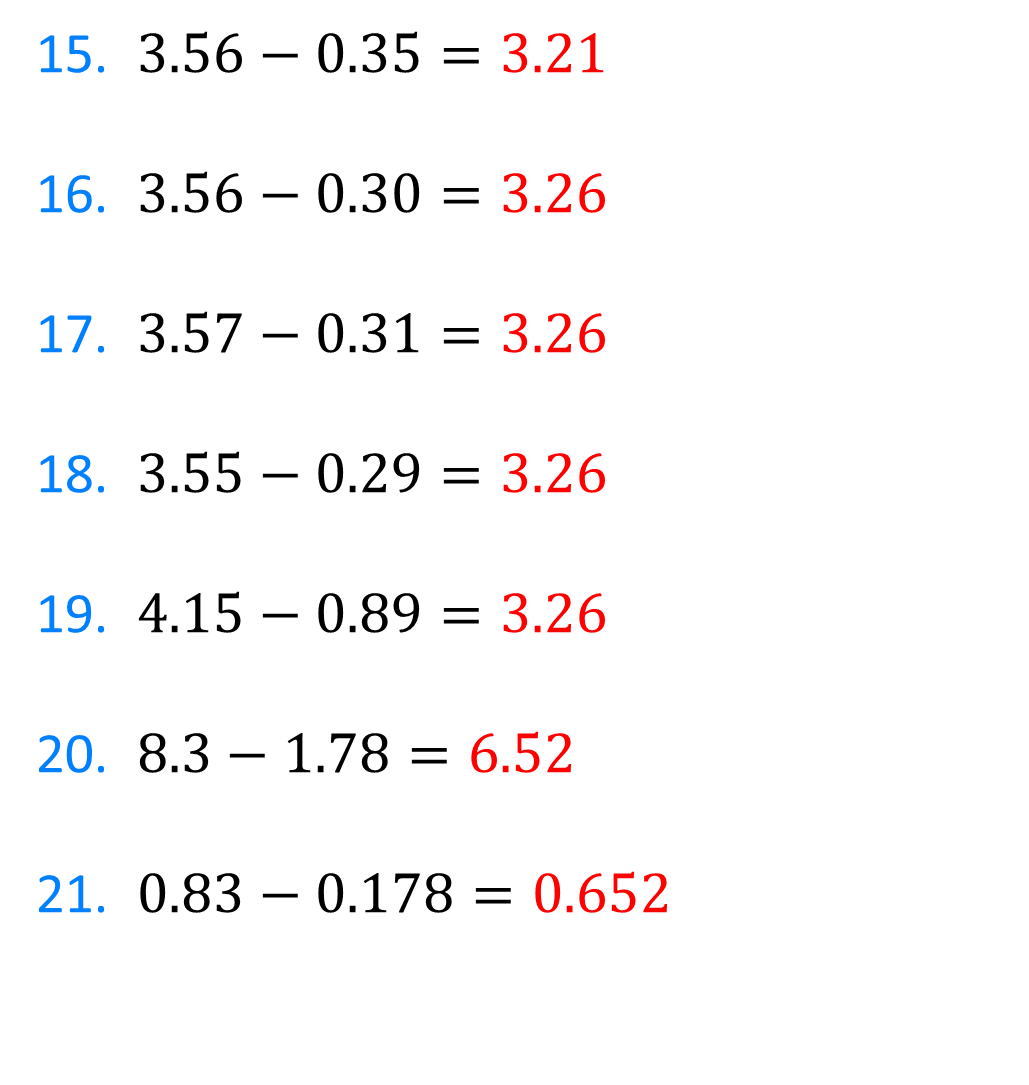 15. 3.56 − 0.35 = 3.21
16. 3.56 − 0.30 = 3.26
17. 3.57 − 0.31 = 3.26
18. 3.55 − 0.29 = 3.26
19. 4.15 − 0.89 = 3.26
20. 8.3 − 1.78 = 6.52
21. 0.83 − 0.178 = 0.652